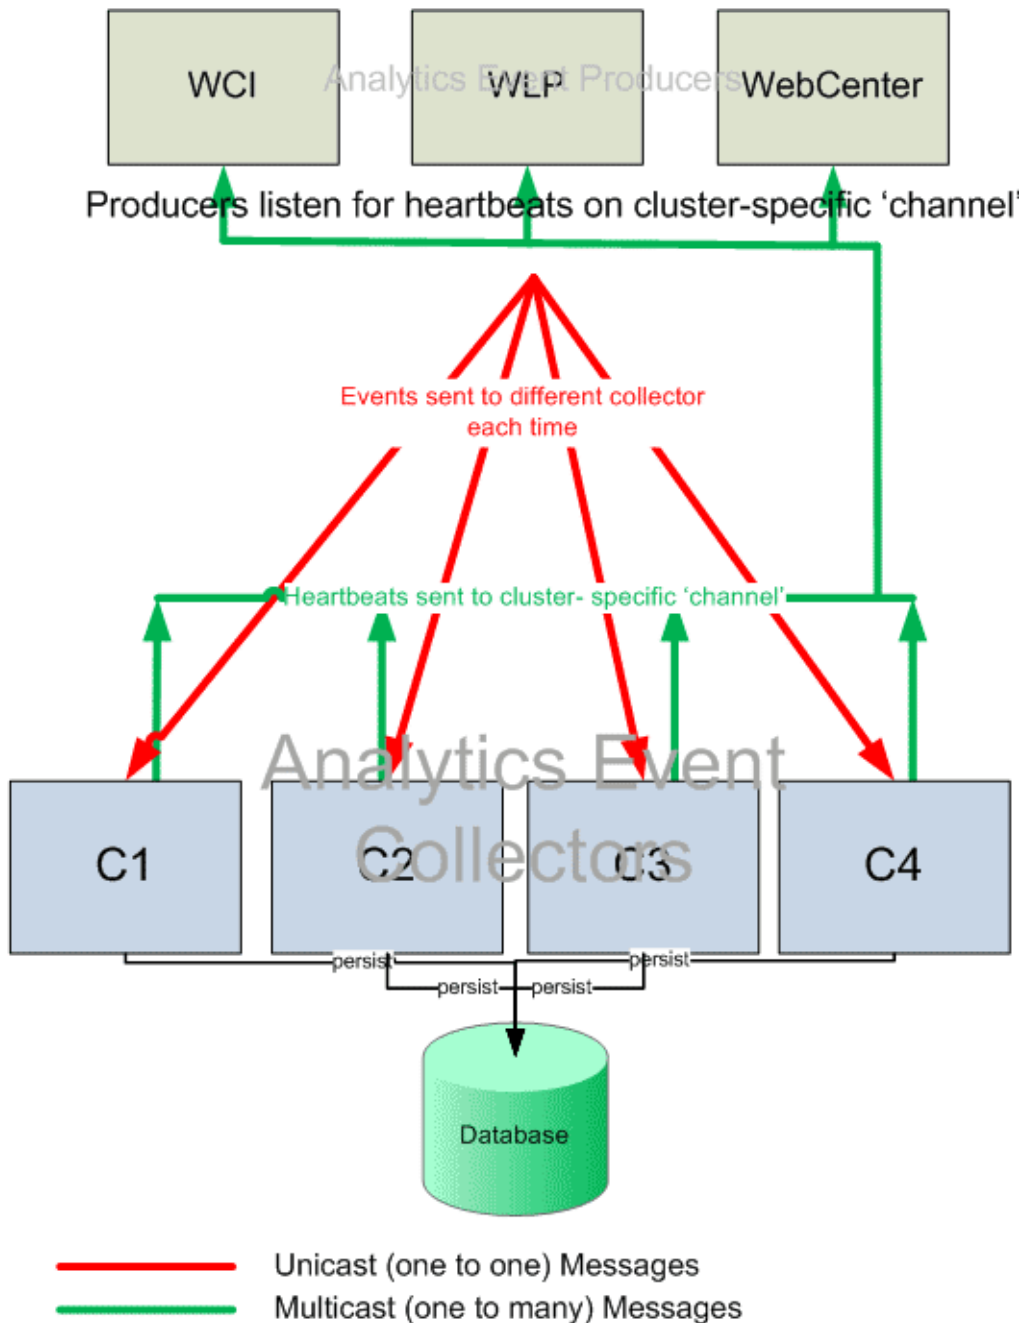 WCI
WLP
WebCenter
Analytics Event Producers
Producers listen for heartbeats on cluster-specific ‘channel’
Events sent to different collector
each time
Heartbeats sent to cluster- specific ‘channel’
Analytics Event
Collectors
C1
C2
C3
C4
persist
persist
persist
persist
Database
Unicast (one to one) Messages
Multicast (one to many) Messages